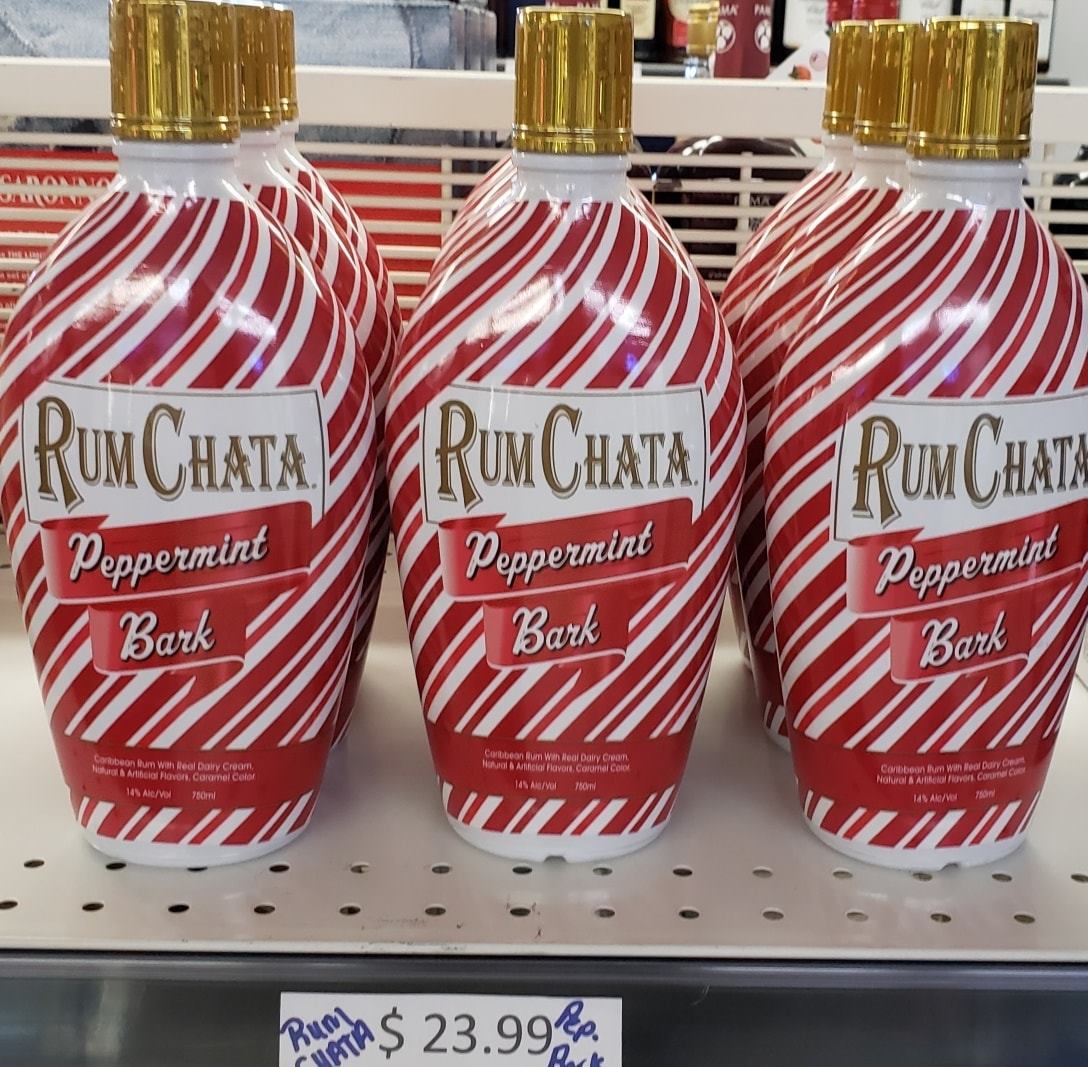 SARONNO
RUMCHATA.
Peppermint
Bark
Caribbean Rum With Real Dairy Cream,
Natural & Artificial Flavors, Caramel Color
14% Alc/Vol 750ml
RUMCHATA.
Peppermint
Bark
Caribbean Rum With Real Dairy Cream,
Natural & Artificial Flavors, Caramel Color
14% Alc/Vol 750ml
RUMCHATA
Peppermint
Bark
Caribbean Rum With Real Dairy Cream,
Natural & Artificial Flavors, Caramel Color
14% Alc/Vol 750ml
RUM $ 23.99 Pep.
CHATA Bark